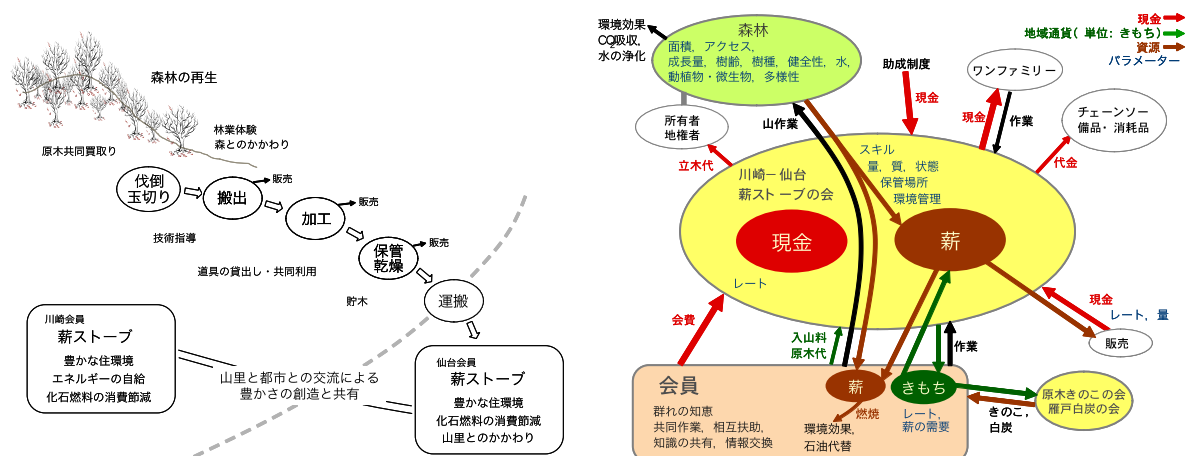 森林の再生
林業体験
森とのかかわり
原木共同買取り
伐倒
玉切り
搬出
販売
加工
販売
保管
乾燥
販売
運搬
技術指導
道具の貸出し・共同利用
貯木
川崎会員
薪ストーブ
豊かな住環境
エネルギーの自給
化石燃料の消費節減
山里と都市との交流による
豊かさの創造と共有
仙台会員
薪ストーブ
豊かな住環境
化石燃料の消費節減
山里とのかかわり
環境効果
CO2吸収,
水の浄化
森林
面積, アクセス,
成長量, 樹齢, 樹種, 健全性, 水,
動植物・微生物, 多様性
現金
地域通貨( 単位: きもち)
資源
パラメーター
助成制度
現金
ワンファミリー
現金
作業
チェーンソー
備品・消耗品
代金
所有者
地権者
立木代
山作業
スキル
量, 質, 状態
保管場所
環境管理
川崎ー仙台
薪ストーブの会
現金
薪
レート
会費
入山料
原木代
作業
現金
レート, 量
販売
会員
群れの知恵
共同作業, 相互扶助,
知識の共有, 情報交換
薪
燃焼
環境効果,
石油代替
きもち
レート,
薪の需要
きのこ,
白炭
原木きのこの会
雁戸白炭の会